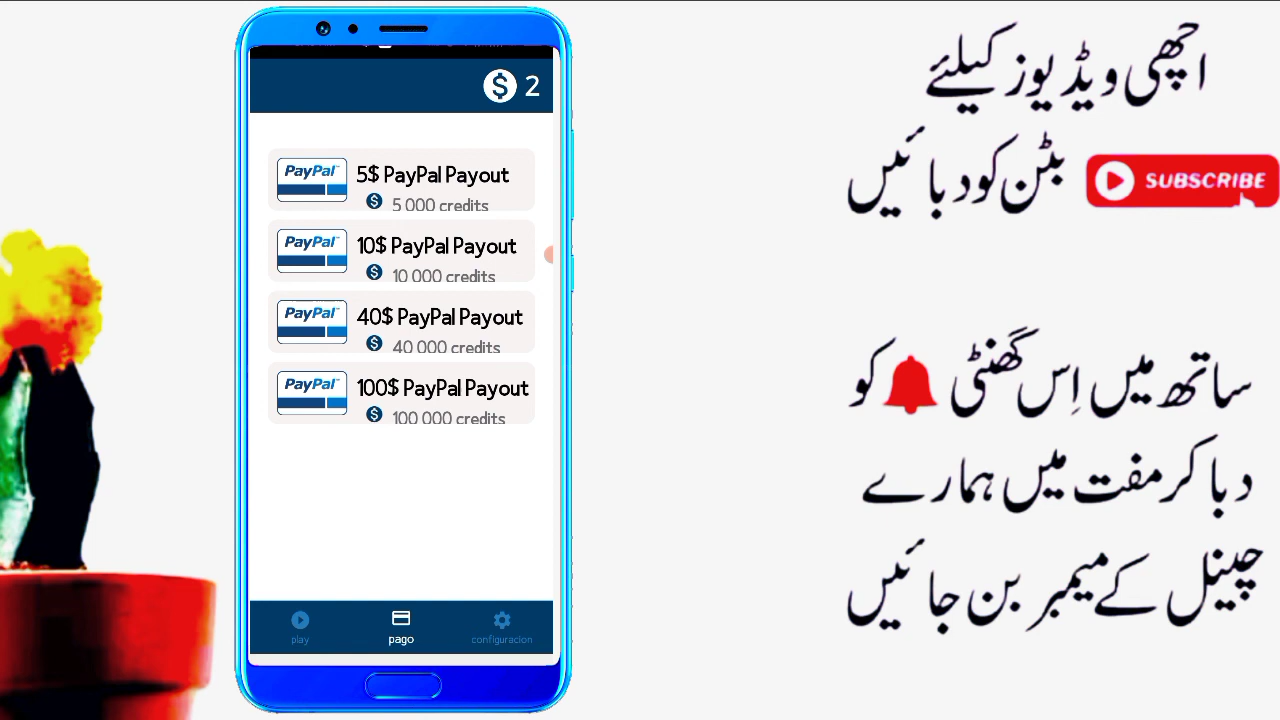 2
PayPal
5$ PayPal Payout
5 000 credits
PayPal
10$ PayPal Payout
10 000 credits
PayPal
40$ PayPal Payout
40 000 credits
PayPal
100$ PayPal Payout
100 000 credits
play
pago
configuracion
اچھی ویڈیوز کیلئے
SUBSCRIBE بٹن کو دبائیں
ساتھ میں اِس گھنٹی کو
دبا کر مفت میں ہمارے
چینل کے میمبر بن جائیں